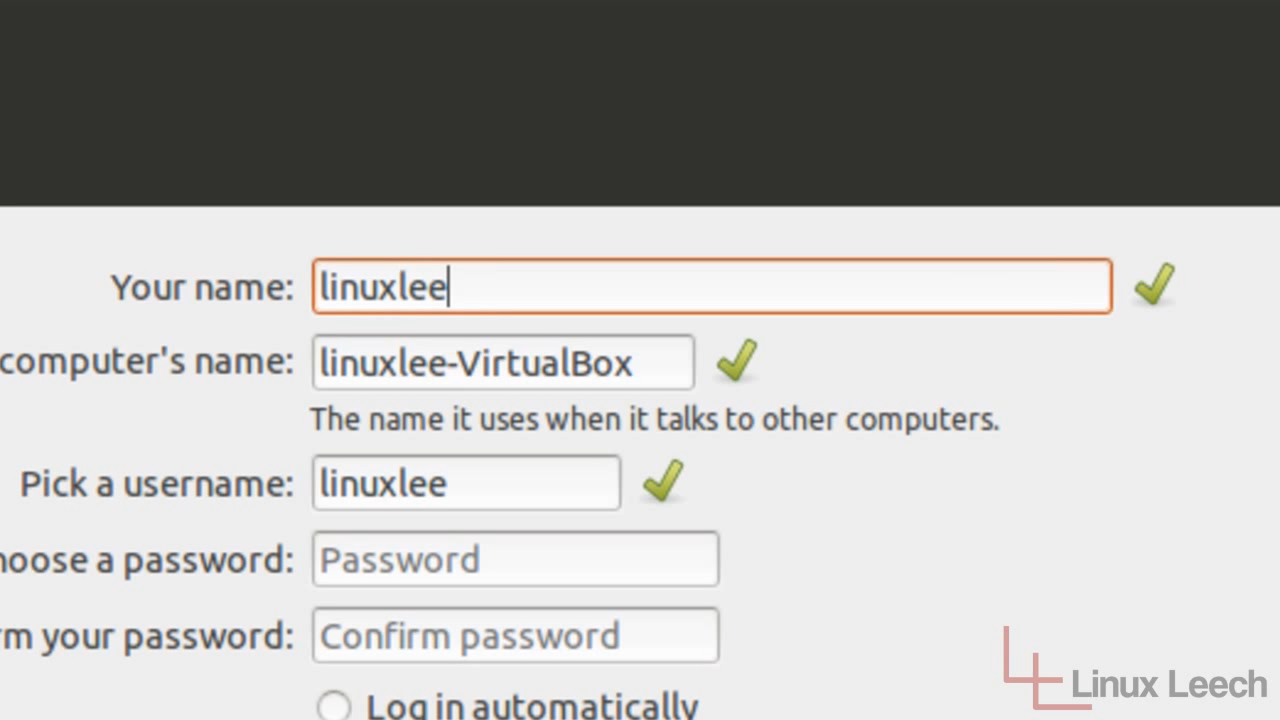 Your name: linuxlee
computer's name: linuxlee-VirtualBox
The name it uses when it talks to other computers.
Pick a username: linuxlee
hoose a password: Password
rm your password: Confirm password
Log in automatically
Linux Leech